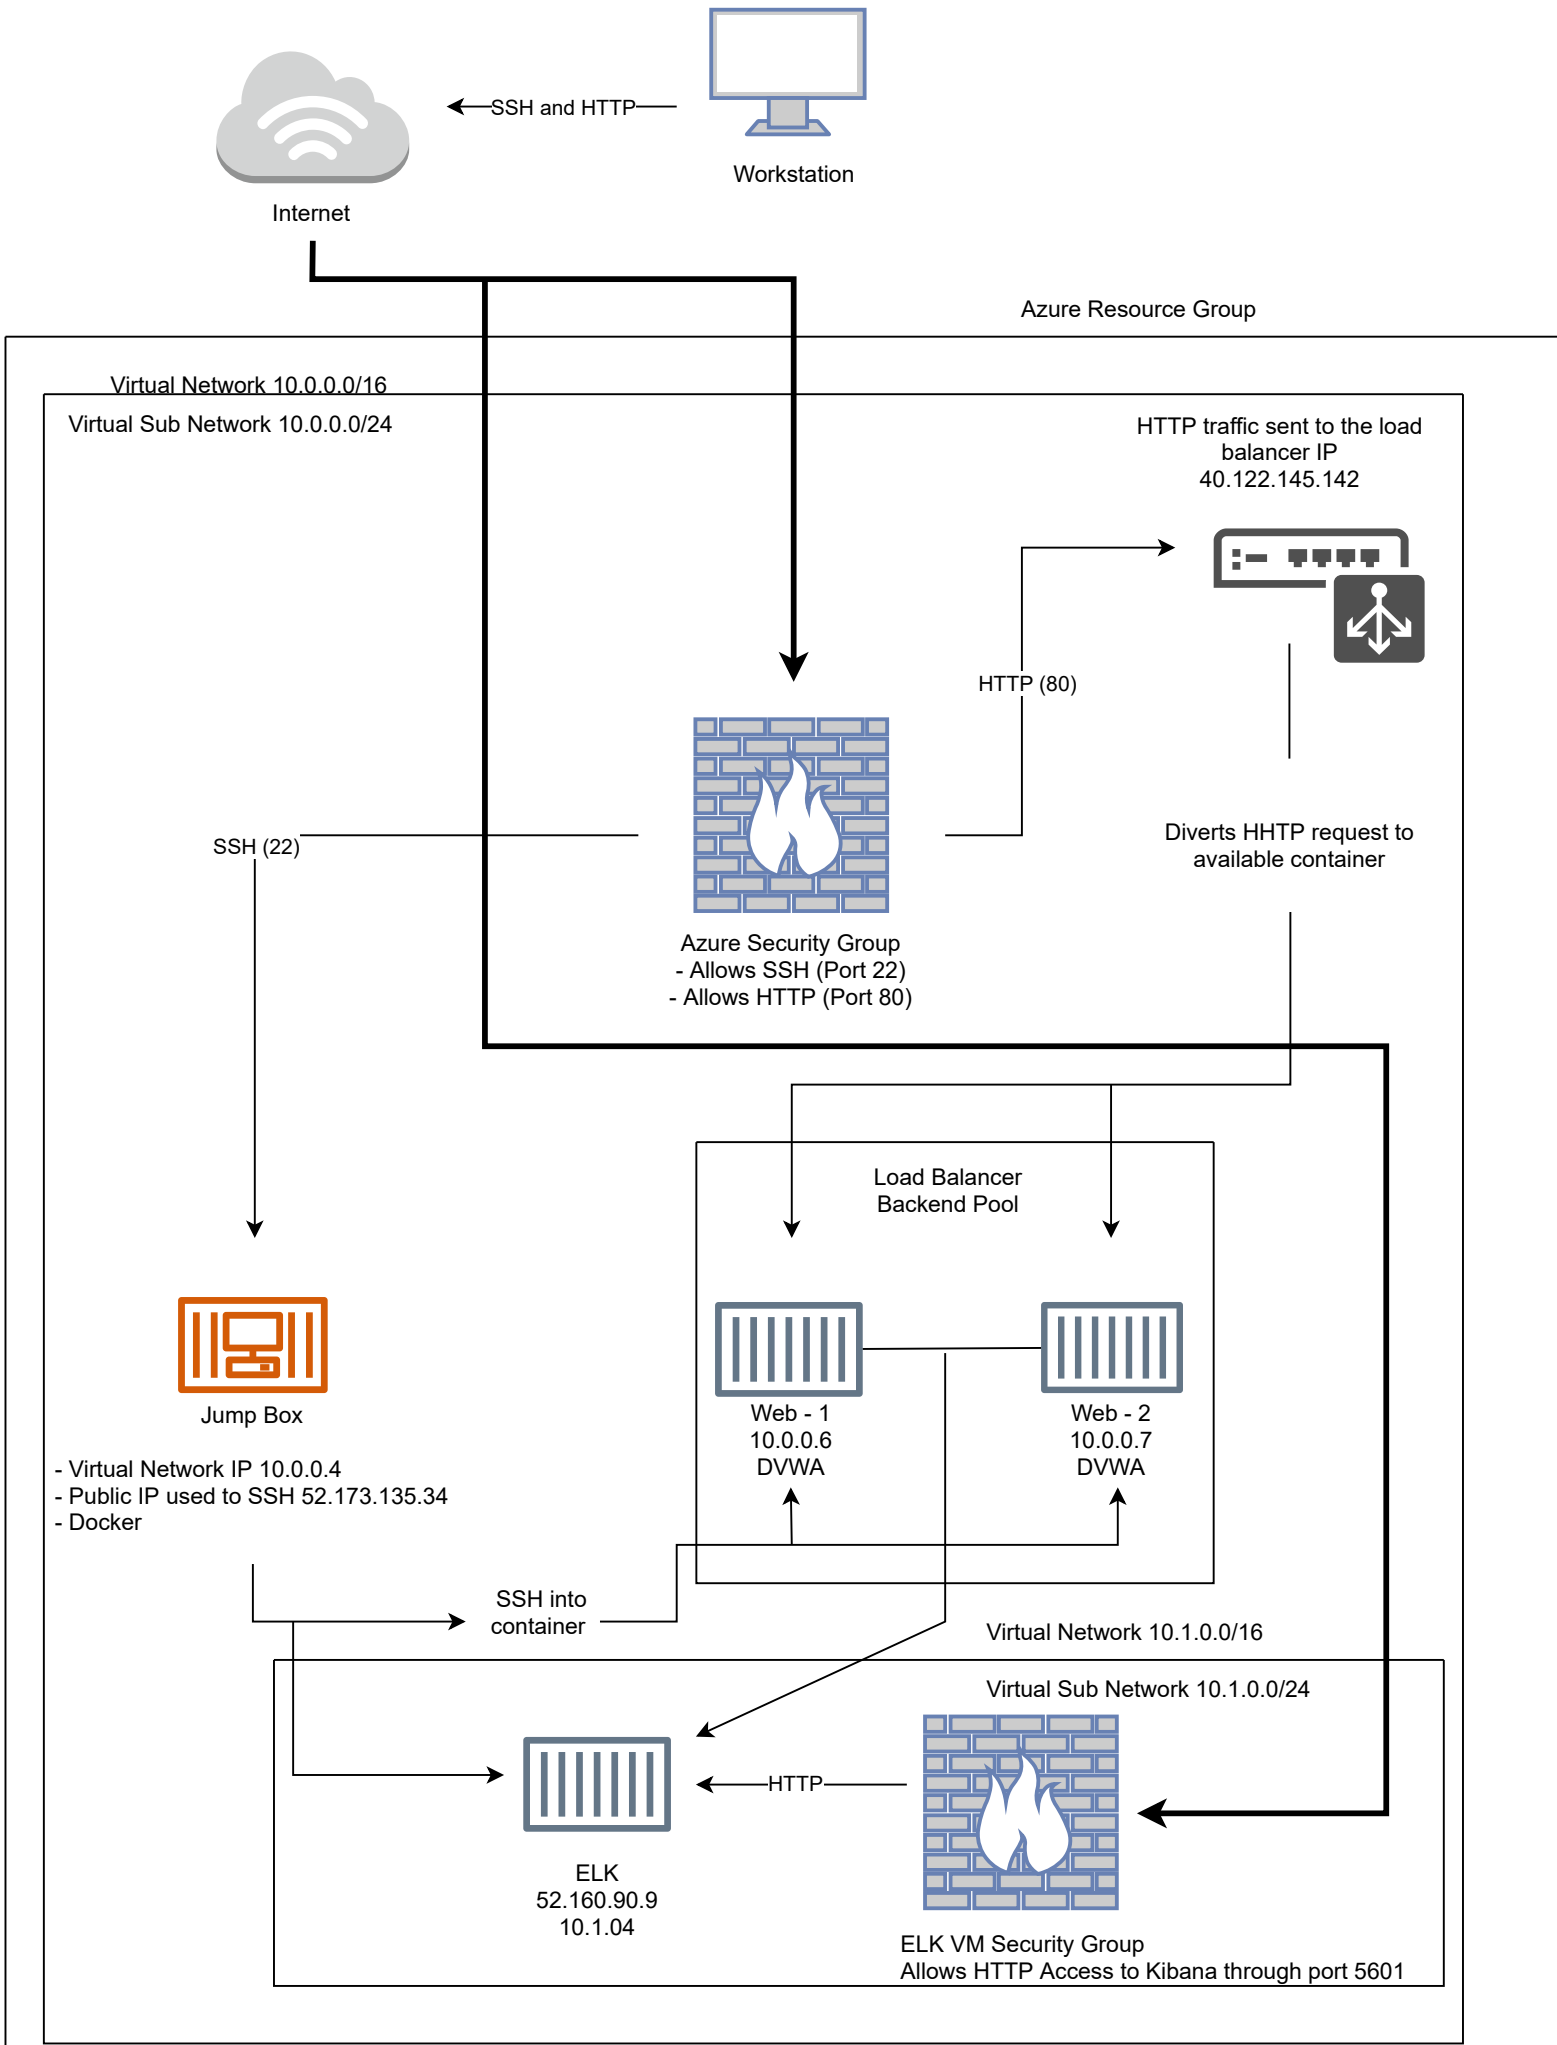 SSH and HTTP
Workstation
Internet
Azure Resource Group
Virtual Network 10.0.0.0/16
Virtual Sub Network 10.0.0.0/24
HTTP traffic sent to the load
balancer IP
40.122.145.142
HTTP (80)
SSH (22)
Diverts HHTP request to
available container
Azure Security Group
- Allows SSH (Port 22)
- Allows HTTP (Port 80)
Load Balancer
Backend Pool
Jump Box
- Virtual Network IP 10.0.0.4
- Public IP used to SSH 52.173.135.34
- Docker
Web - 1
10.0.0.6
DVWA
Web - 2
10.0.0.7
DVWA
SSH into
container
Virtual Network 10.1.0.0/16
Virtual Sub Network 10.1.0.0/24
HTTP
ELK
52.160.90.9
10.1.04
ELK VM Security Group
Allows HTTP Access to Kibana through port 5601